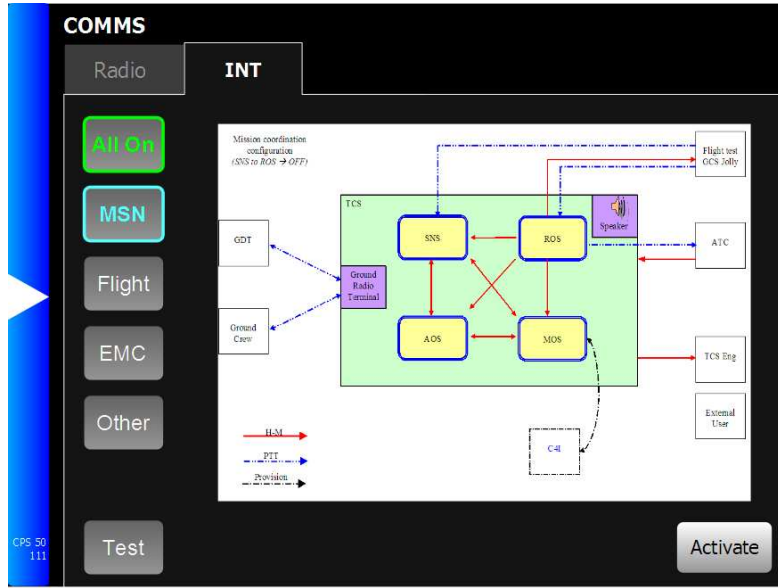 COMMS
Radio
INT
All On
MSN
Flight
EMC
Other
Test
CPS 50
111
Mission coordination
configuration
(SNS to ROS → OFF)
Flight test
GCS Jolly
TCS
Speaker
GDT
SNS
ROS
ATC
Ground
Radio
Terminal
Ground
Crew
AOS
MOS
TCS Eng
External
User
H-M
PTT
Provision
C4I
Activate